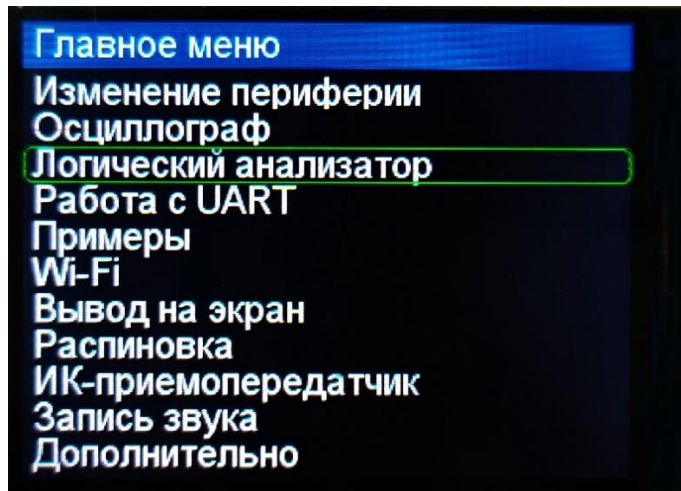 Главное меню
Изменение периферии
Осциллограф
Логический анализатор
Работа с UART
Примеры
Wi-Fi
Вывод на экран
Распиновка
ИК-приемопередатчик
Запись звука
Дополнительно